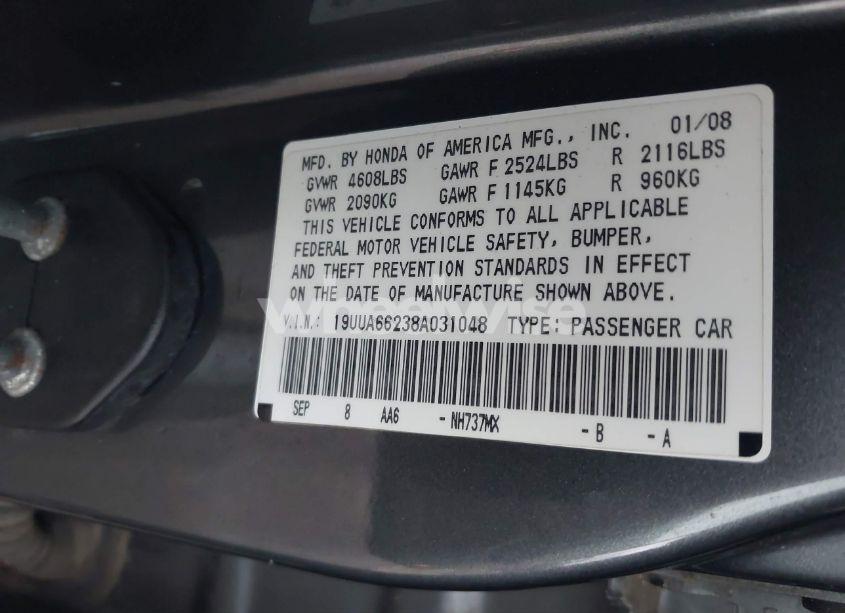 MFD. BY HONDA OF AMERICA MFG., INC. 01/08
GVWR 4608LBS GAWR F 2524LBS R 2116LBS
GVWR 2090KG GAWR F 1145KG R 960KG
THIS VEHICLE CONFORMS TO ALL APPLICABLE
FEDERAL MOTOR VEHICLE SAFETY, BUMPER,
AND THEFT PREVENTION STANDARDS IN EFFECT
ON THE DATE OF MANUFACTURE SHOWN ABOVE.
V.I.N.: 19UUA66238A031048 TYPE: PASSENGER CAR
SEP 8 AA6 -NH737MX -B -A